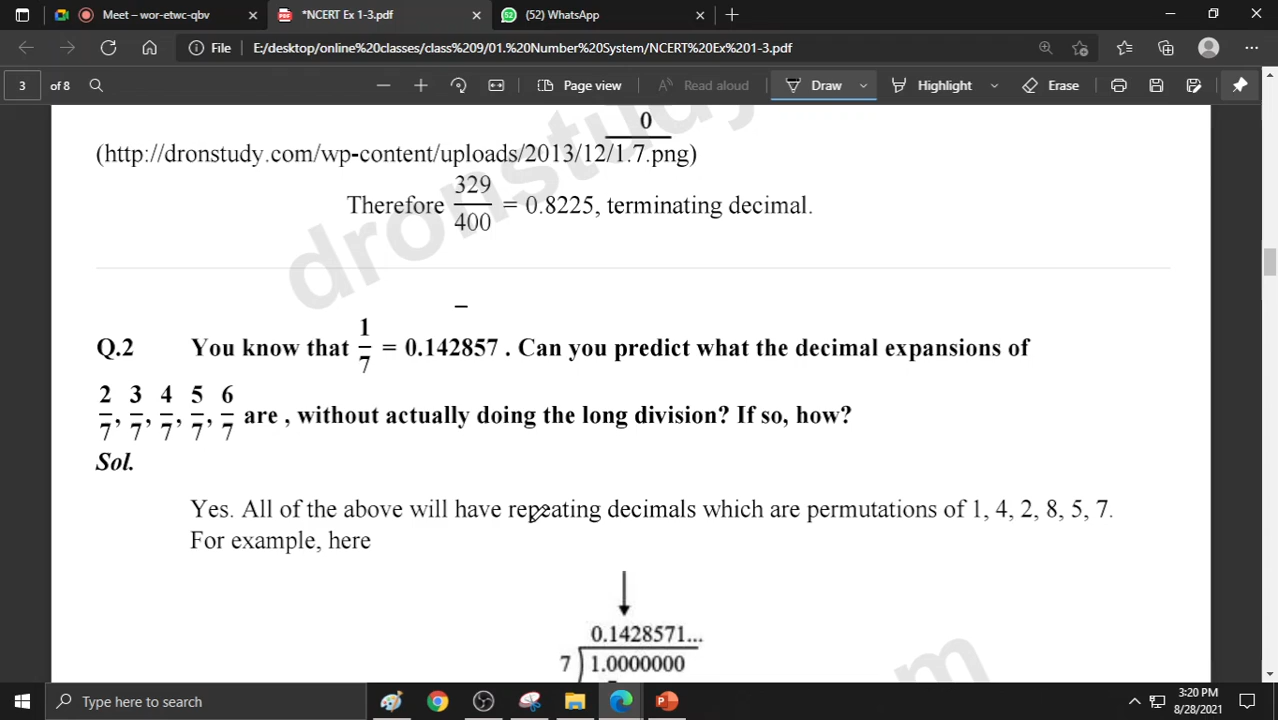 Meet – wor-etwc-qbv
*NCERT Ex 1-3.pdf
(52) WhatsApp
File E:/desktop/online%20classes/class%209/01.%20Number%20System/NCERT%20Ex%201-3.pdf
3 of 8 Page view Read aloud Draw Highlight Erase
0
(http://dronstudy.com/wp-content/uploads/2013/12/1.7.png)
Therefore 329/400 = 0.8225, terminating decimal.
dronstudy
Q.2 You know that 1/7 = 0.142857 . Can you predict what the decimal expansions of
2/7, 3/7, 4/7, 5/7, 6/7 are , without actually doing the long division? If so, how?
Sol.
Yes. All of the above will have repeating decimals which are permutations of 1, 4, 2, 8, 5, 7.
For example, here
0.1428571...
7 1.0000000
m
Type here to search
3:20 PM
8/28/2021